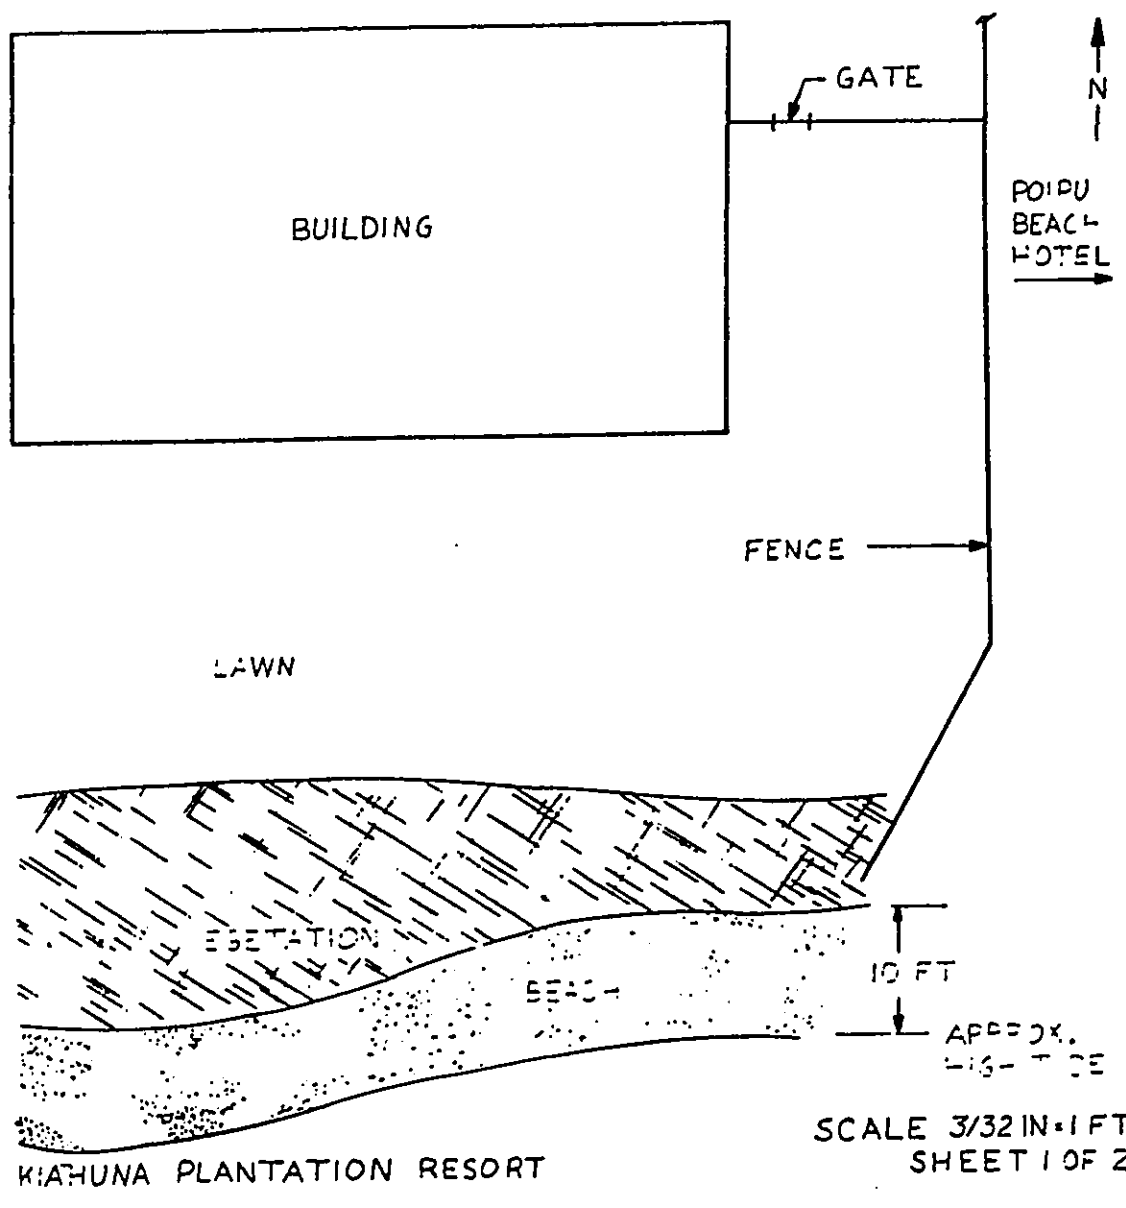 GATE
N
POIPU
BEACH
HOTEL
BUILDING
FENCE
LAWN
VEGETATION
BEACH
10 FT
APPROX.
HIGH TIDE
SCALE 3/32 IN=1 FT
SHEET 1 OF 2
KIAHUNA PLANTATION RESORT